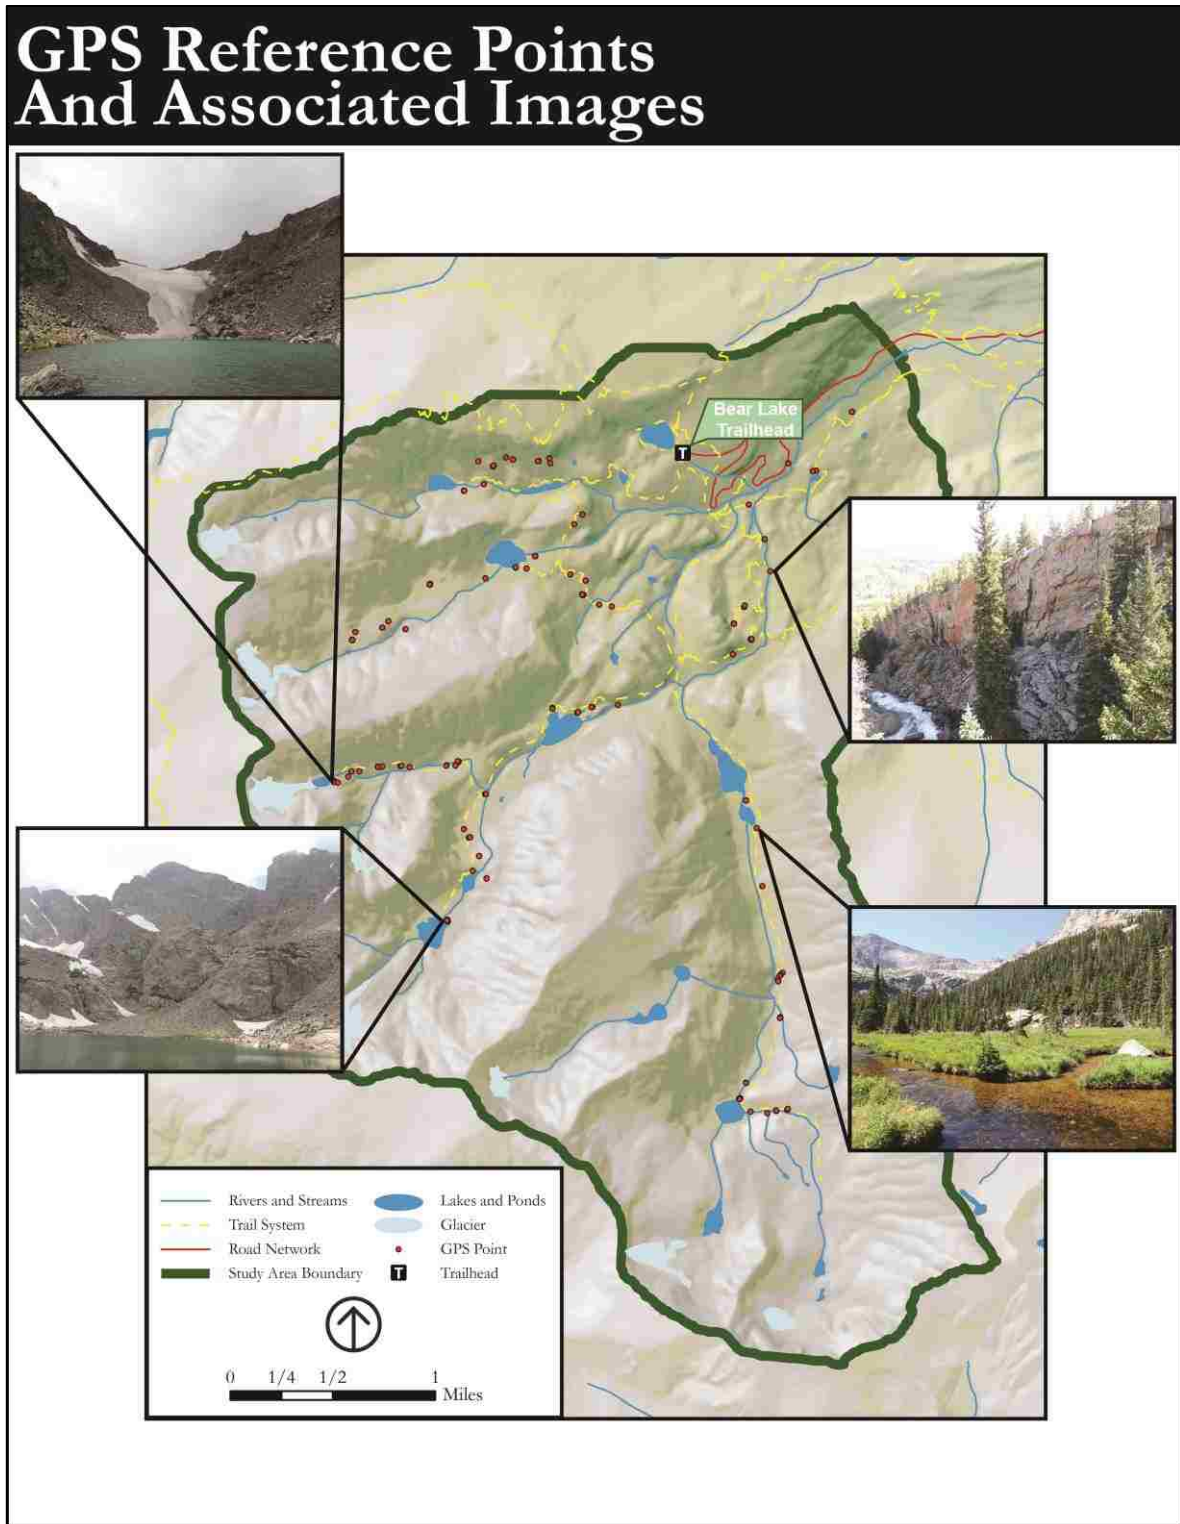 GPS Reference Points
And Associated Images
Bear Lake
Trailhead
T
Rivers and Streams
Lakes and Ponds
Trail System
Glacier
Road Network
GPS Point
Study Area Boundary
T
Trailhead
0 1/4 1/2 1
Miles